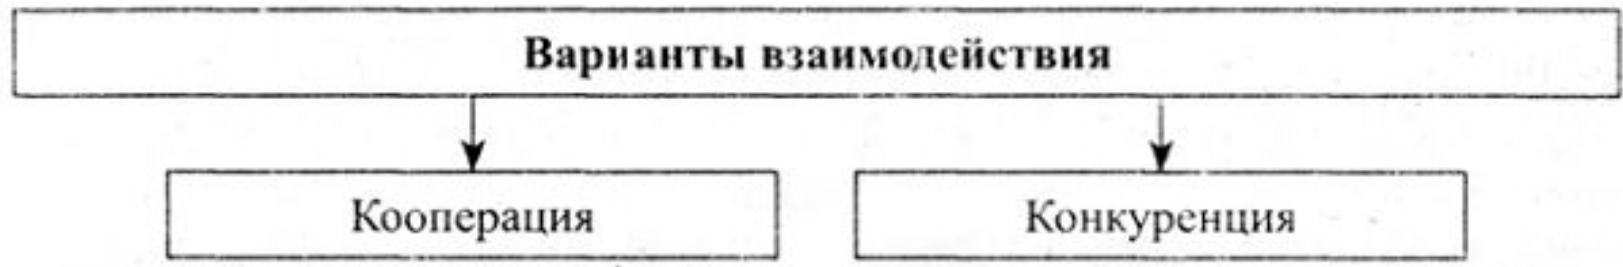 Варианты взаимодействия
Кооперация
Конкуренция